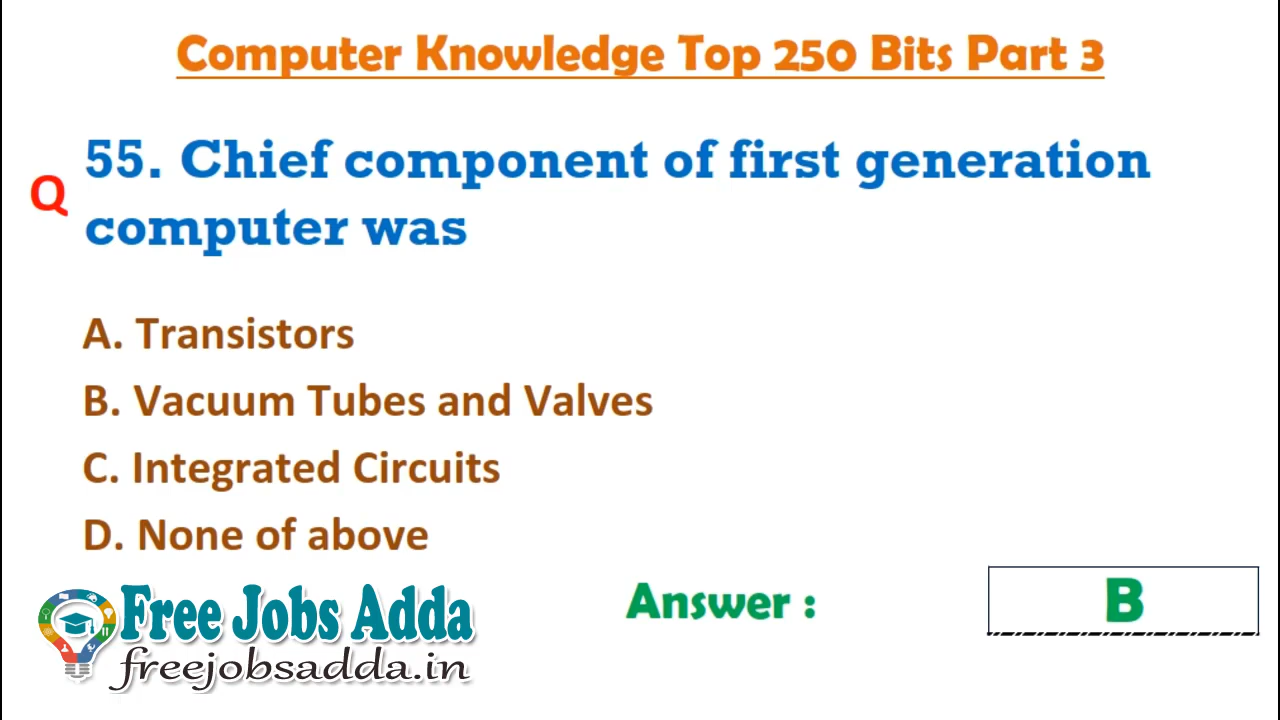 Computer Knowledge Top 250 Bits Part 3
Q
55. Chief component of first generation
computer was
A. Transistors
B. Vacuum Tubes and Valves
C. Integrated Circuits
D. None of above
Answer :
B
Free Jobs Adda
freejobsadda.in